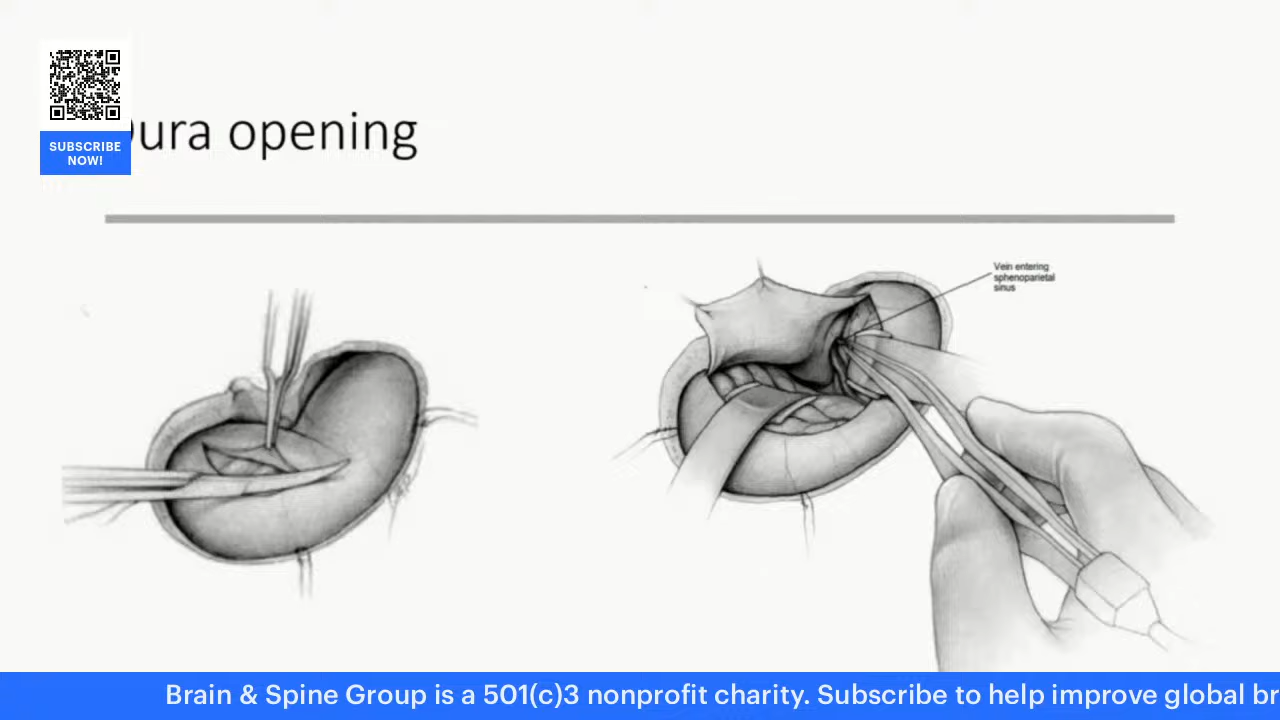 SUBSCRIBE
NOW!
Dura opening
Vein entering
sphenoparietal
sinus
Brain & Spine Group is a 501(c)3 nonprofit charity. Subscribe to help improve global br